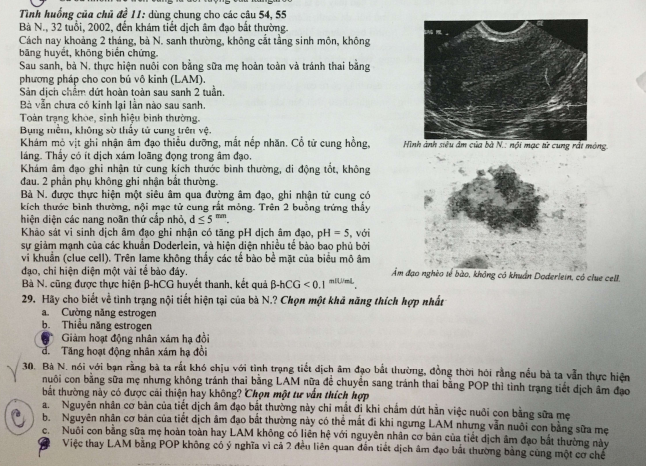 Tình huống của chủ đề 11: dùng chung cho các câu 54, 55
Bà N., 32 tuổi, 2002, đến khám tiết dịch âm đạo bất thường.
Cách nay khoảng 2 tháng, bà N. sanh thường, không cắt tầng sinh môn, không
băng huyết, không biến chứng.
Sau sanh, bà N. thực hiện nuôi con bằng sữa mẹ hoàn toàn và tránh thai bằng
phương pháp cho con bú vô kinh (LAM).
Sản dịch chấm dứt hoàn toàn sau sanh 2 tuần.
Bà vẫn chưa có kinh lại lần nào sau sanh.
Toàn trạng khỏe, sinh hiệu bình thường.
Bụng mềm, không sờ thấy tử cung trên vệ.
Khám mỏ vịt ghi nhận âm đạo thiểu dưỡng, mất nếp nhăn. Cổ tử cung hồng,
láng. Thấy có ít dịch xám loãng đọng trong âm đạo.
Khám âm đạo ghi nhận tử cung kích thước bình thường, di động tốt, không
đau. 2 phần phụ không ghi nhận bất thường.
Bà N. được thực hiện một siêu âm qua đường âm đạo, ghi nhận tử cung có
kích thước bình thường, nội mạc tử cung rất mỏng. Trên 2 buồng trứng thấy
hiện diện các nang noãn thứ cấp nhỏ, d ≤ 5 mm.
Khảo sát vi sinh dịch âm đạo ghi nhận có tăng pH dịch âm đạo, pH = 5, với
sự giảm mạnh của các khuẩn Doderlein, và hiện diện nhiều tế bào bao phủ bởi
vi khuẩn (clue cell). Trên lame không thấy các tế bào bề mặt của biểu mô âm
đạo, chỉ hiện diện một vài tế bào đáy.
Bà N. cũng được thực hiện β-hCG huyết thanh, kết quả β-hCG < 0.1 mIU/mL.
Hình ảnh siêu âm của bà N.: nội mạc tử cung rất mỏng.
Âm đạo nghèo tế bào, không có khuẩn Doderlein, có clue cell.
29. Hãy cho biết về tình trạng nội tiết hiện tại của bà N.? Chọn một khả năng thích hợp nhất
a. Cường năng estrogen
b. Thiểu năng estrogen
Giảm hoạt động nhân xám hạ đồi
d. Tăng hoạt động nhân xám hạ đồi
30. Bà N. nói với bạn rằng bà ta rất khó chịu với tình trạng tiết dịch âm đạo bất thường, đồng thời hỏi rằng nếu bà ta vẫn thực hiện
nuôi con bằng sữa mẹ nhưng không tránh thai bằng LAM nữa để chuyển sang tránh thai bằng POP thì tình trạng tiết dịch âm đạo
bất thường này có được cải thiện hay không? Chọn một tư vấn thích hợp
a. Nguyên nhân cơ bản của tiết dịch âm đạo bất thường này chỉ mất đi khi chấm dứt hẳn việc nuôi con bằng sữa mẹ
b. Nguyên nhân cơ bản của tiết dịch âm đạo bất thường này có thể mất đi khi ngưng LAM nhưng vẫn nuôi con bằng sữa mẹ
c. Nuôi con bằng sữa mẹ hoàn toàn hay LAM không có liên hệ với nguyên nhân cơ bản của tiết dịch âm đạo bất thường này
Việc thay LAM bằng POP không có ý nghĩa vì cả 2 đều liên quan đến tiết dịch âm đạo bất thường bằng cùng một cơ chế